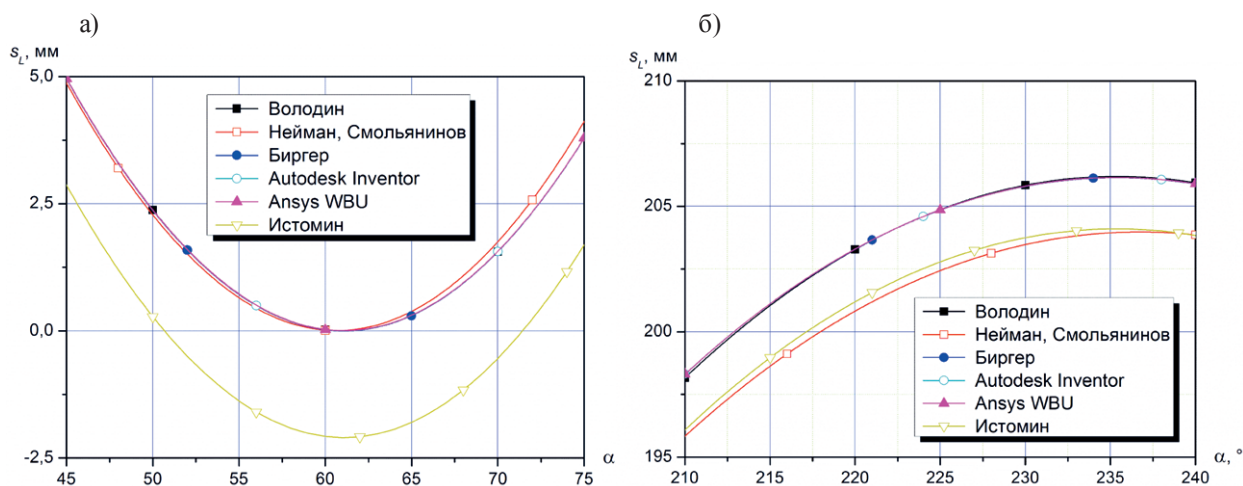 а)
s_L, мм
5,0
2,5
0,0
-2,5
45 50 55 60 65 70 75
α
Володин
Нейман, Смольянинов
Биргер
Autodesk Inventor
Ansys WBU
Истомин
б)
s_L, мм
210
205
200
195
210 215 220 225 230 235 240
α, °
Володин
Нейман, Смольянинов
Биргер
Autodesk Inventor
Ansys WBU
Истомин